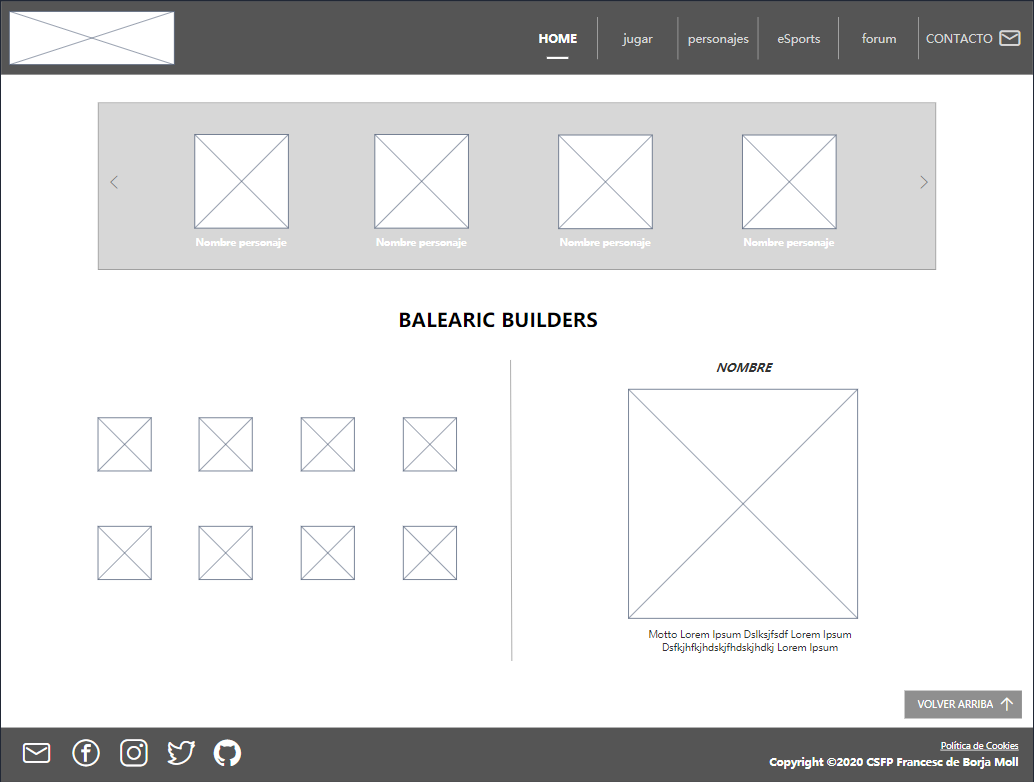 HOME
jugar
personajes
eSports
forum
CONTACTO
Nombre personaje
Nombre personaje
Nombre personaje
Nombre personaje
BALEARIC BUILDERS
NOMBRE
Motto Lorem Ipsum Dslksjfsdf Lorem Ipsum
Dsfkjhfkjhdskjfhdskjhdkj Lorem Ipsum
VOLVER ARRIBA
Política de Cookies
Copyright ©2020 CSFP Francesc de Borja Moll